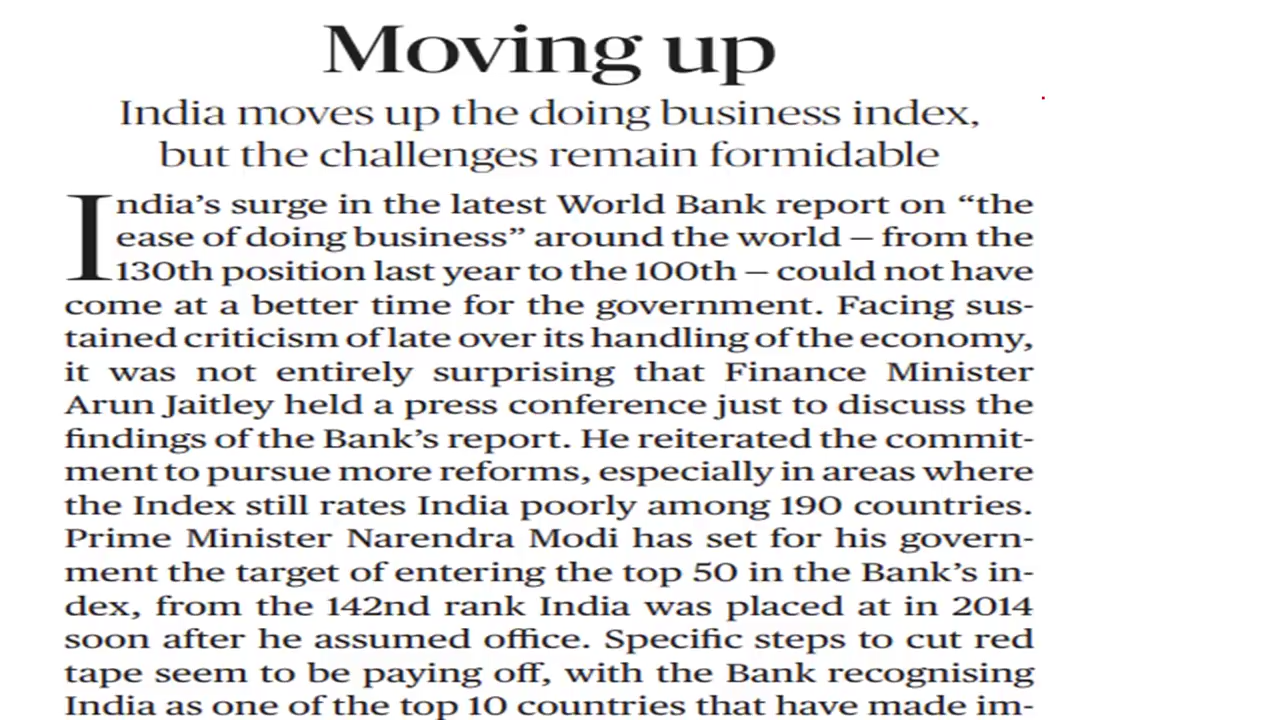 Moving up
India moves up the doing business index,
but the challenges remain formidable
India’s surge in the latest World Bank report on “the
ease of doing business” around the world – from the
130th position last year to the 100th – could not have
come at a better time for the government. Facing sus-
tained criticism of late over its handling of the economy,
it was not entirely surprising that Finance Minister
Arun Jaitley held a press conference just to discuss the
findings of the Bank’s report. He reiterated the commit-
ment to pursue more reforms, especially in areas where
the Index still rates India poorly among 190 countries.
Prime Minister Narendra Modi has set for his govern-
ment the target of entering the top 50 in the Bank’s in-
dex, from the 142nd rank India was placed at in 2014
soon after he assumed office. Specific steps to cut red
tape seem to be paying off, with the Bank recognising
India as one of the top 10 countries that have made im-